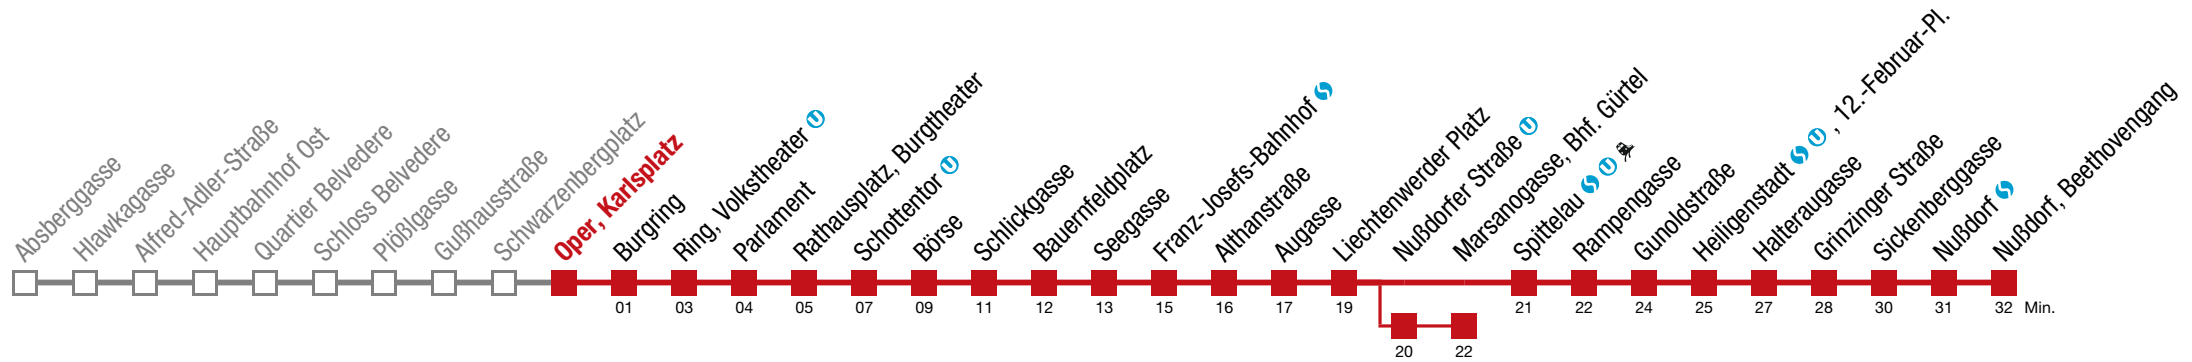 Absberggasse
Hlawkagasse
Alfred-Adler-Straße
Hauptbahnhof Ost
Quartier Belvedere
Schloss Belvedere
Plößlgasse
Gußhausstraße
Schwarzenbergplatz
Oper, Karlsplatz
Burgring
Ring, Volkstheater U
Parlament
Rathausplatz, Burgtheater
Schottentor U
Börse
Schlickgasse
Bauernfeldplatz
Seegasse
Franz-Josefs-Bahnhof S
Althanstraße
Augasse
Liechtenwerder Platz
Nußdorfer Straße U
Marsanogasse, Bhf. Gürtel
Spittelau S U
Rampengasse
Gunoldstraße
Heiligenstadt S U , 12.-Februar-Pl.
Halteraugasse
Grinzinger Straße
Sickenberggasse
Nußdorf S
Nußdorf, Beethovengang
01 03 04 05 07 09 11 12 13 15 16 17 19 21 22 24 25 27 28 30 31 32 Min.
20 22